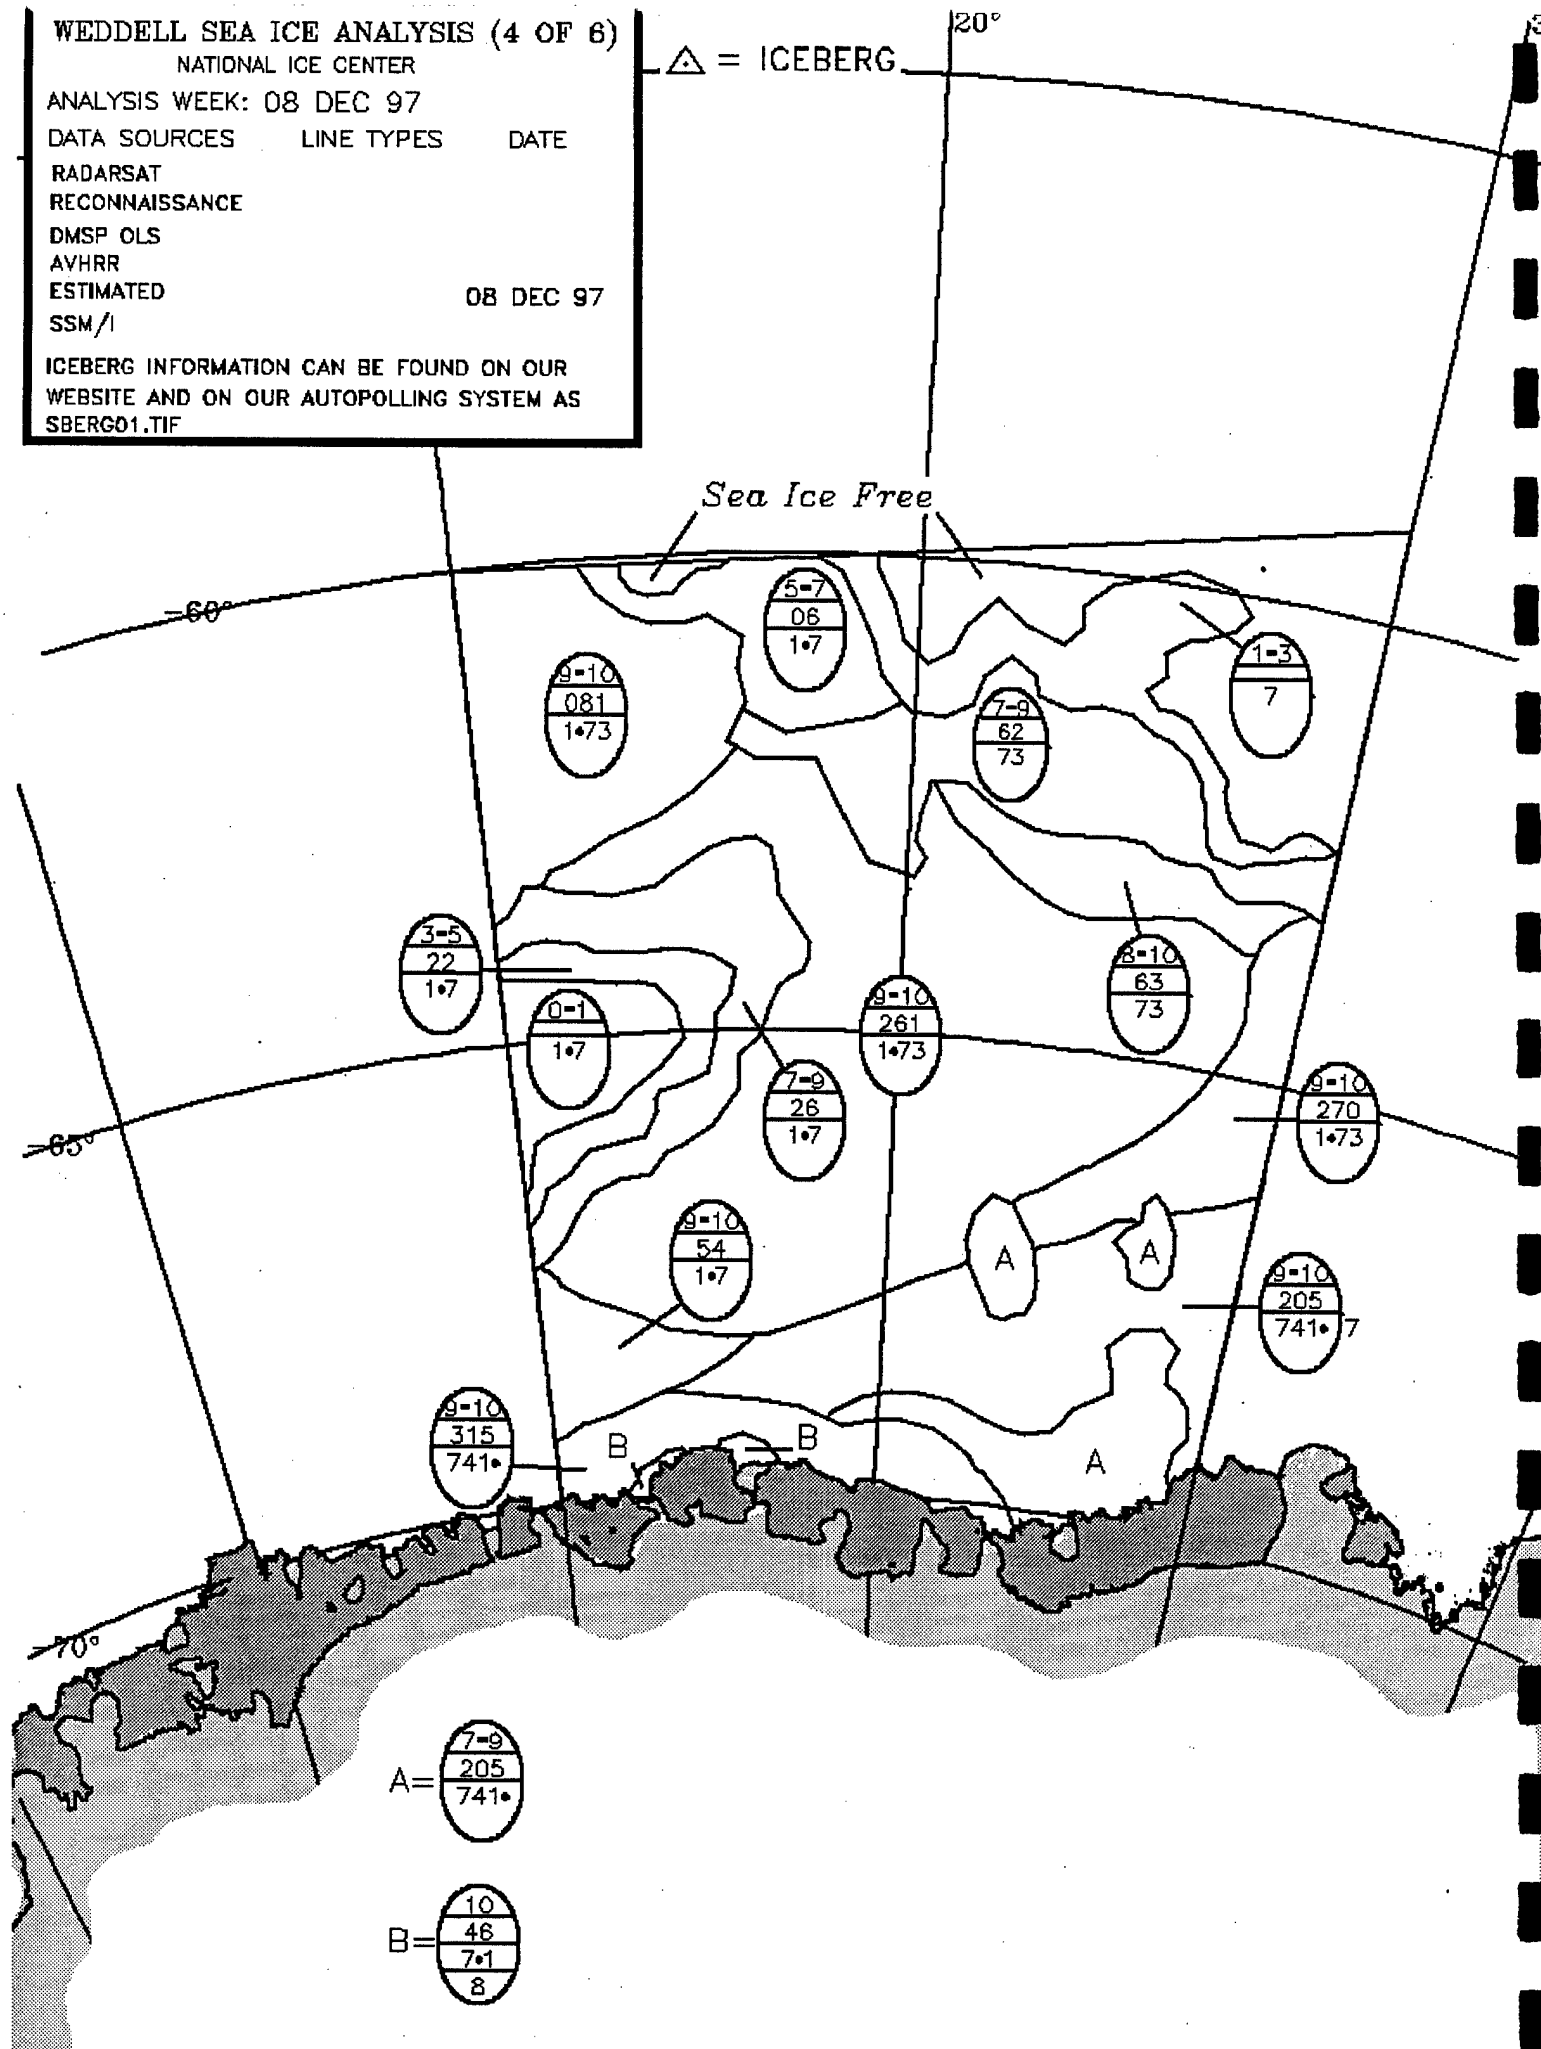 WEDDELL SEA ICE ANALYSIS (4 OF 6)
NATIONAL ICE CENTER
ANALYSIS WEEK: 08 DEC 97
DATA SOURCES LINE TYPES DATE
RADARSAT
RECONNAISSANCE
DMSP OLS
AVHRR
ESTIMATED 08 DEC 97
SSM/I
ICEBERG INFORMATION CAN BE FOUND ON OUR
WEBSITE AND ON OUR AUTOPOLLING SYSTEM AS
SBERG01.TIF
= ICEBERG
20°
Sea Ice Free
-60°
5-7
06
1•7
9-10
081
1•73
1-3
7
7-9
62
73
3-5
22
1•7
0-1
1•7
9-10
261
1•73
8-10
63
73
7-9
26
1•7
9-10
270
1•73
-65°
9-10
54
1•7
A
A
9-10
205
741• 7
9-10
315
741•
B
B
A
-70°
A=
7-9
205
741•
B=
10
46
7•1
8